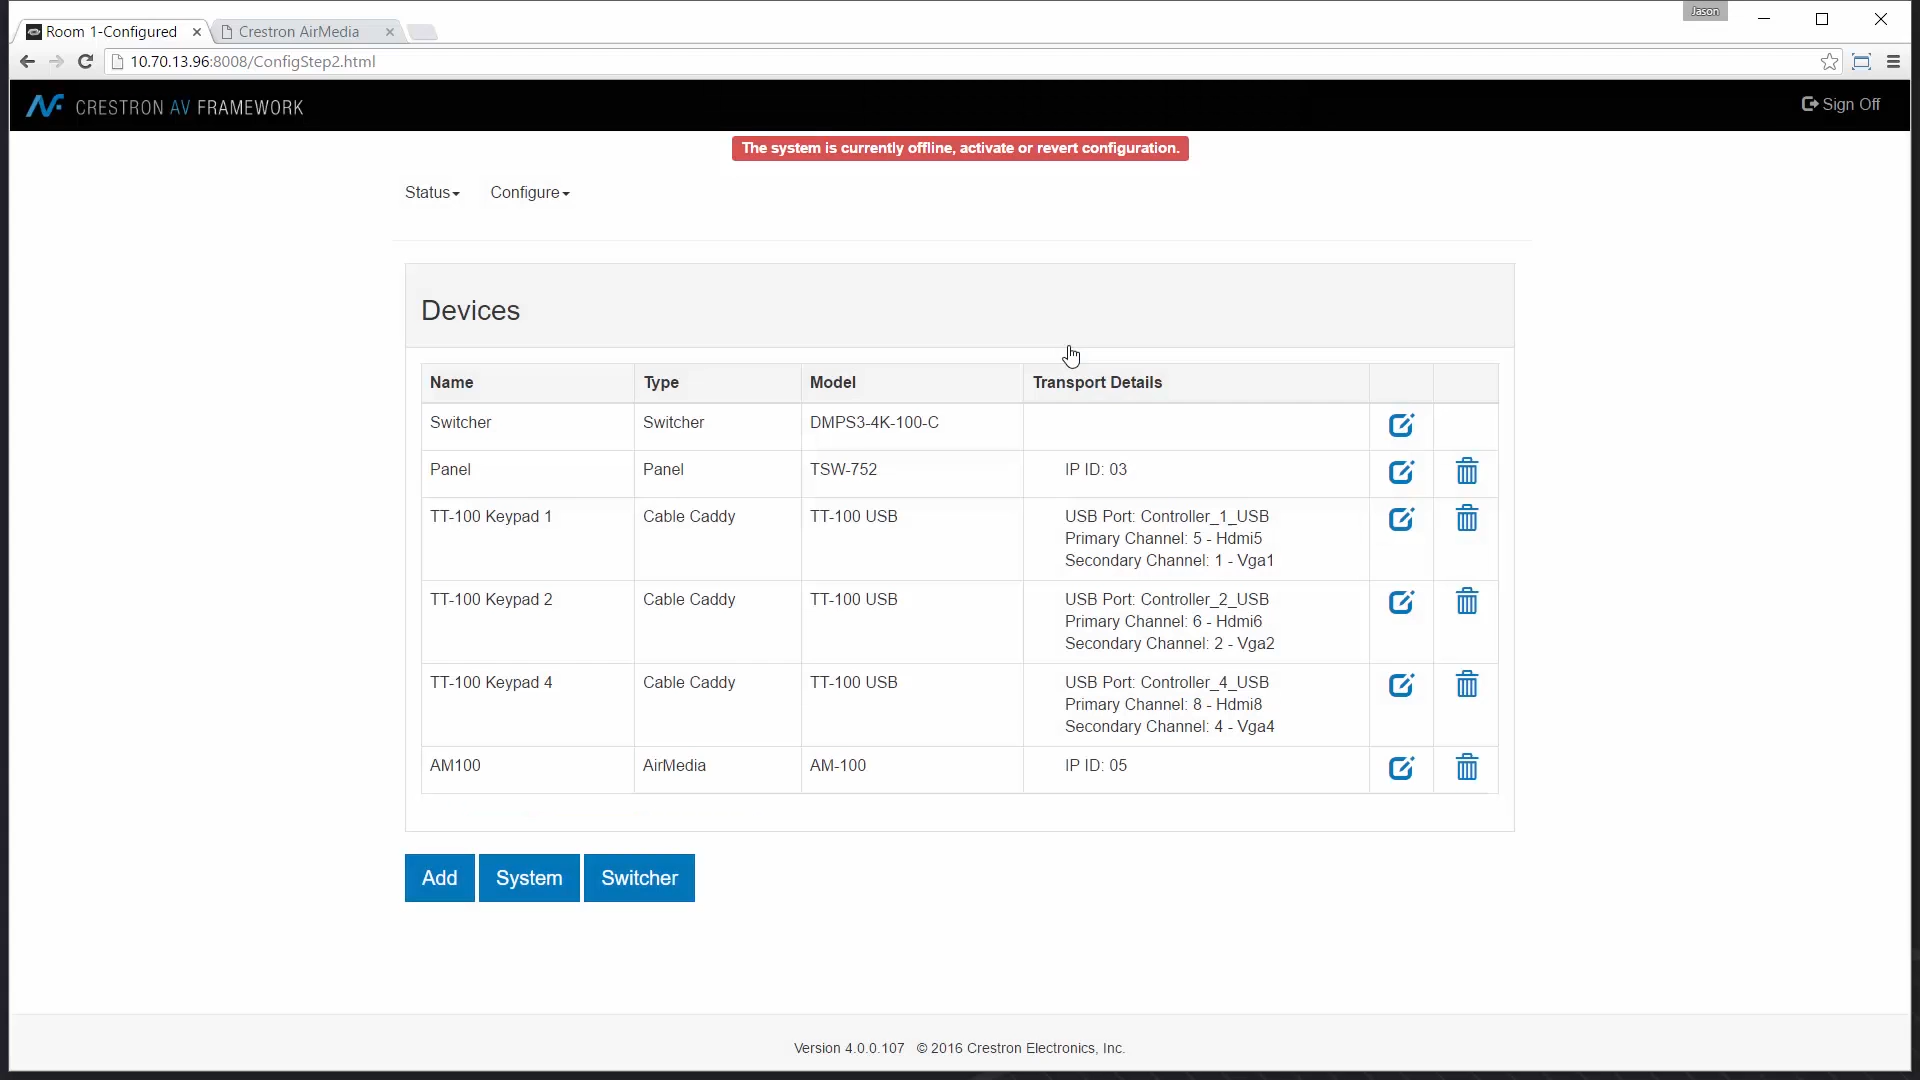 Jason
Room 1-Configured
Crestron AirMedia
10.70.13.96:8008/ConfigStep2.html
CRESTRON AV FRAMEWORK
Sign Off
The system is currently offline, activate or revert configuration.
Status
Configure
Devices
Name Type Model Transport Details
Switcher Switcher DMPS3-4K-100-C
Panel Panel TSW-752 IP ID: 03
TT-100 Keypad 1 Cable Caddy TT-100 USB USB Port: Controller_1_USB
Primary Channel: 5 - Hdmi5
Secondary Channel: 1 - Vga1
TT-100 Keypad 2 Cable Caddy TT-100 USB USB Port: Controller_2_USB
Primary Channel: 6 - Hdmi6
Secondary Channel: 2 - Vga2
TT-100 Keypad 4 Cable Caddy TT-100 USB USB Port: Controller_4_USB
Primary Channel: 8 - Hdmi8
Secondary Channel: 4 - Vga4
AM100 AirMedia AM-100 IP ID: 05
Add System Switcher
Version 4.0.0.107 © 2016 Crestron Electronics, Inc.